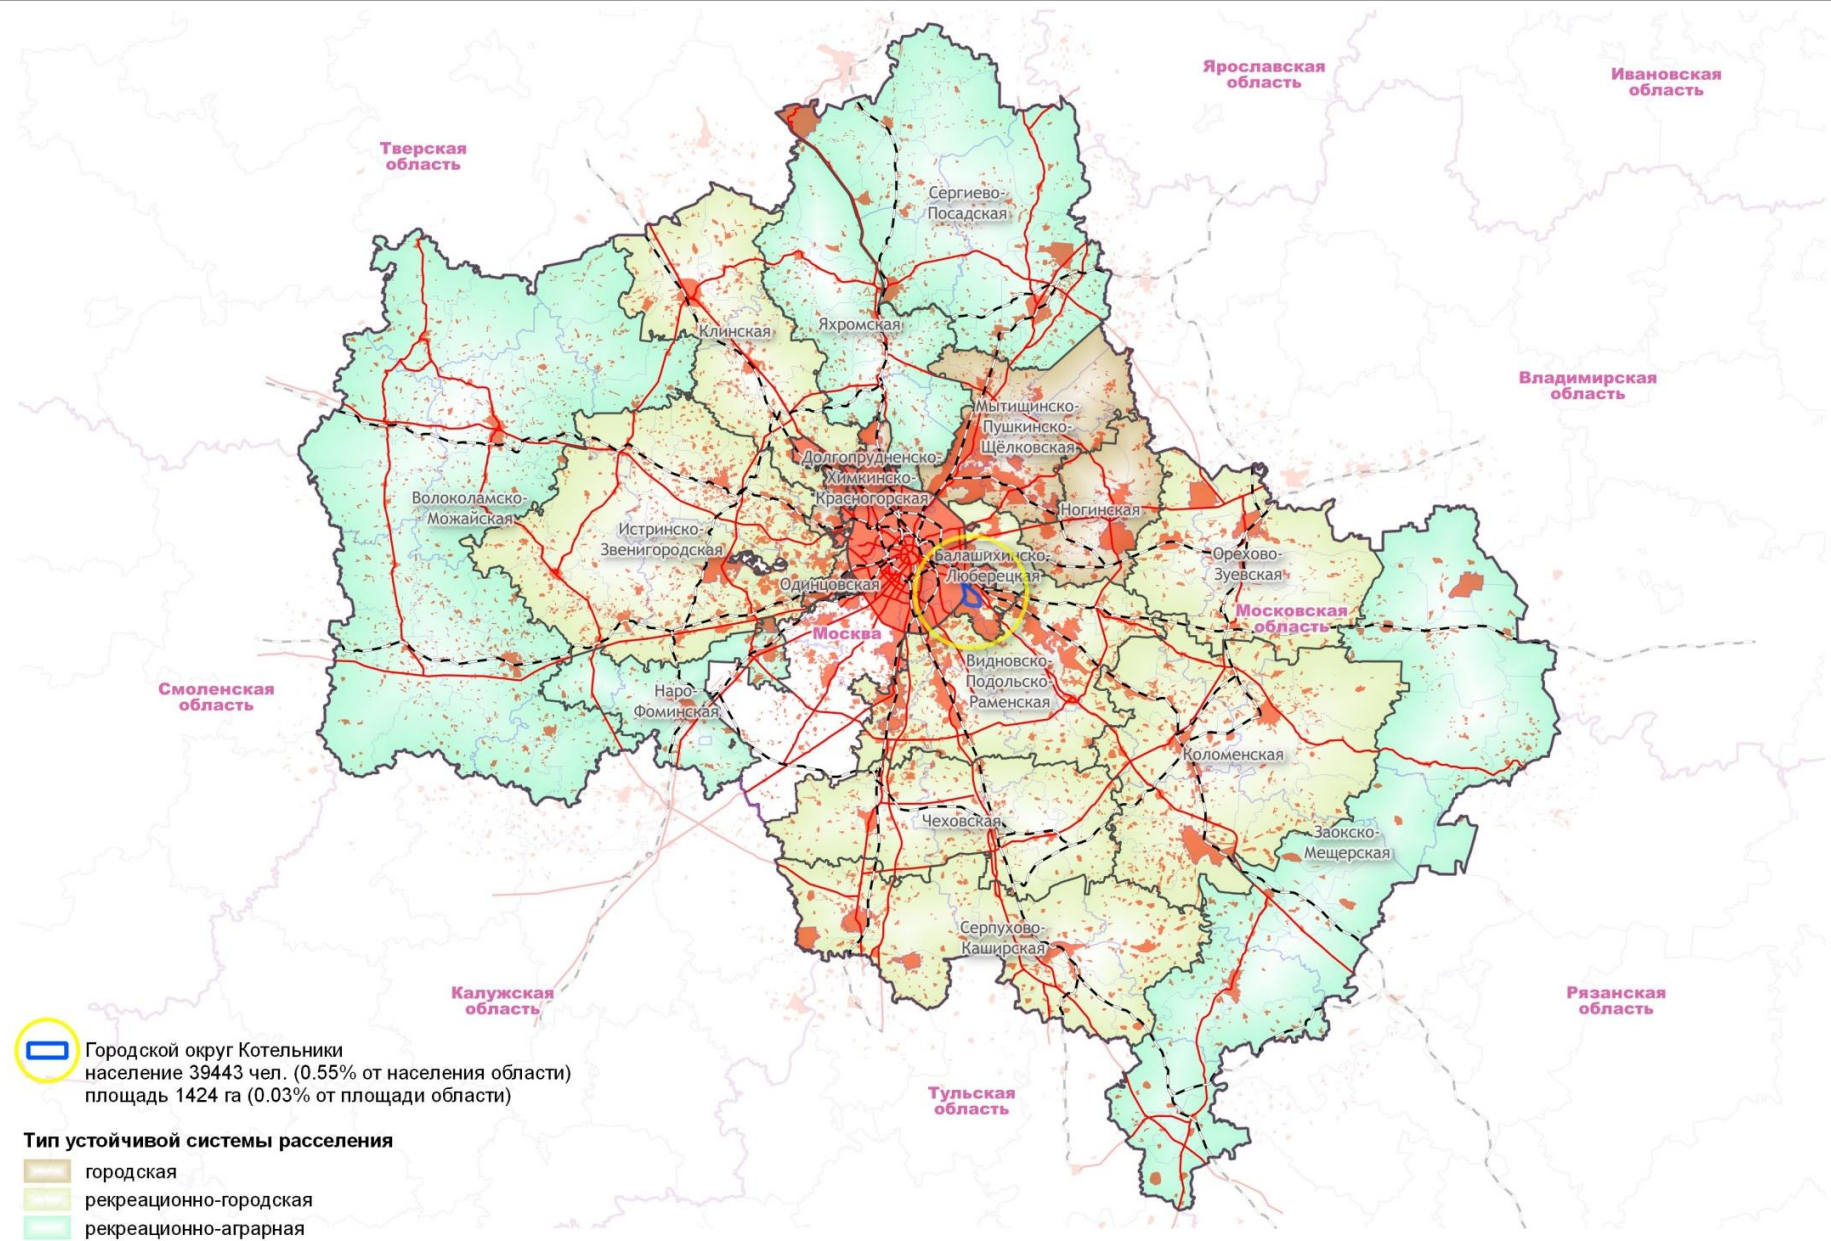 Ярославская
область
Ивановская
область
Тверская
область
Сергиево-
Посадская
Клинская
Яхромская
Владимирская
область
Мытищинско-
Пушкинско-
Щёлковская
Долгопрудненско-
Химкинско-
Красногорская
Волоколамско-
Можайская
Ногинская
Истринско-
Звенигородская
Балашихинско-
Люберецкая
Орехово-
Зуевская
Одинцовская
Московская
область
Москва
Смоленская
область
Видновско-
Подольско-
Раменская
Наро-
Фоминская
Коломенская
Чеховская
Заокско-
Мещерская
Серпухово-
Каширская
Калужская
область
Рязанская
область
Тульская
область
Городской округ Котельники
население 39443 чел. (0.55% от населения области)
площадь 1424 га (0.03% от площади области)
Тип устойчивой системы расселения
городская
рекреационно-городская
рекреационно-аграрная